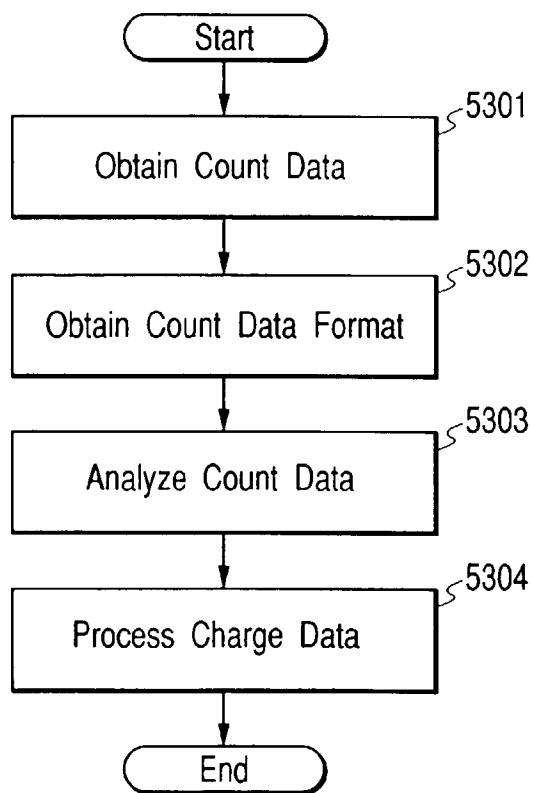 Start
5301
Obtain Count Data
5302
Obtain Count Data Format
5303
Analyze Count Data
5304
Process Charge Data
End